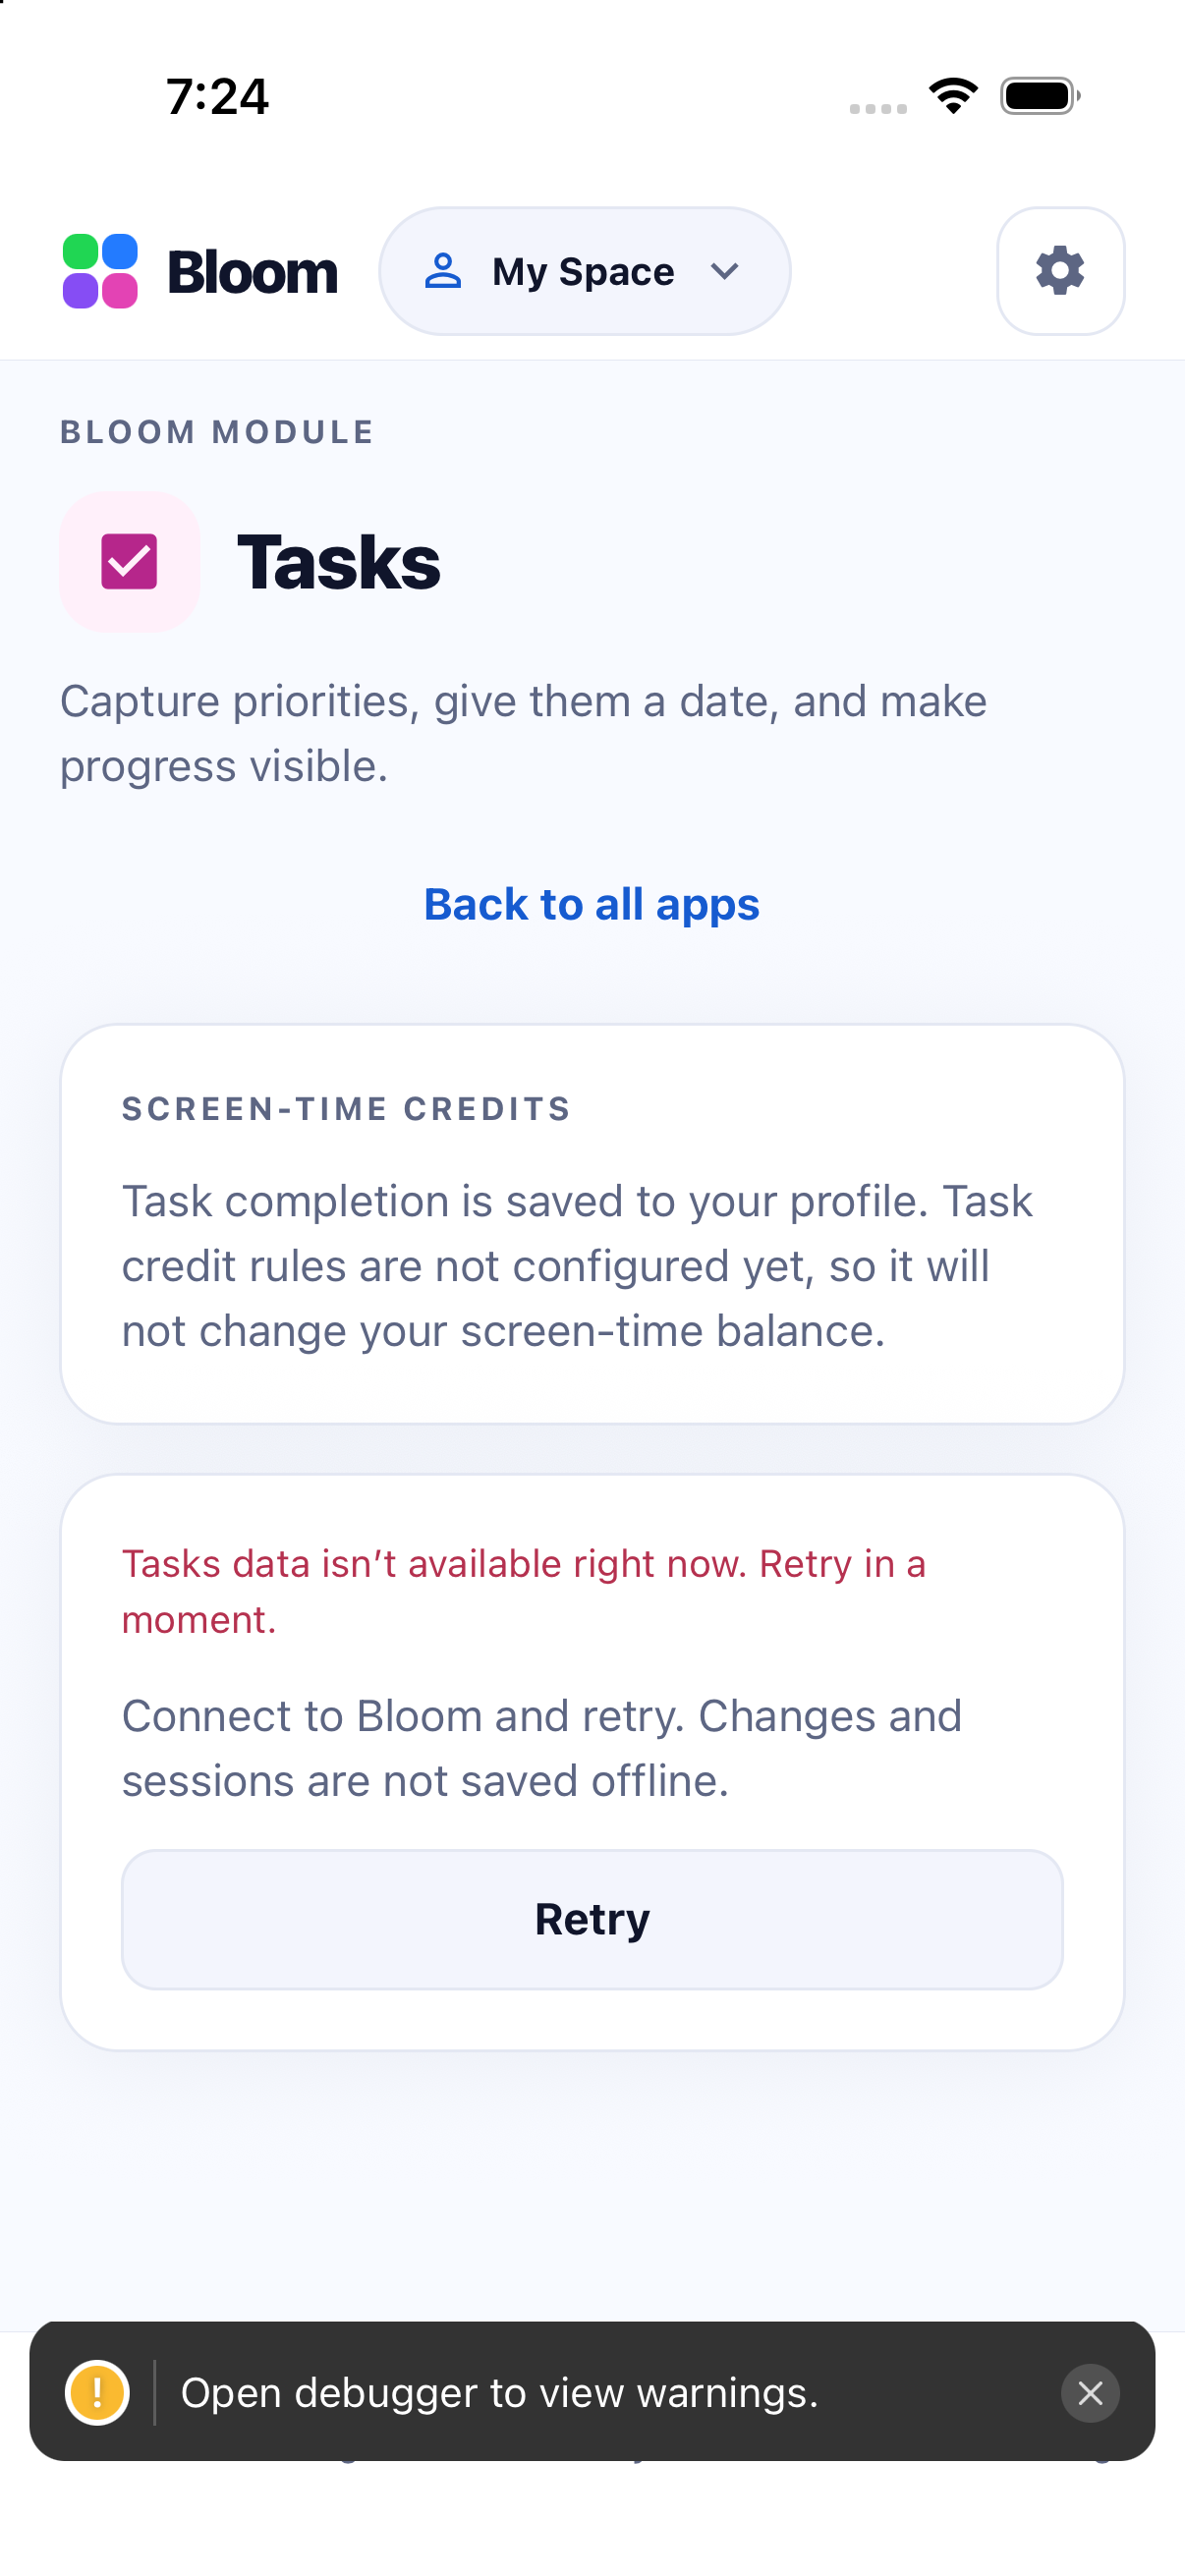 7:24
Bloom
My Space
BLOOM MODULE
Tasks
Capture priorities, give them a date, and make
progress visible.
Back to all apps
SCREEN-TIME CREDITS
Task completion is saved to your profile. Task
credit rules are not configured yet, so it will
not change your screen-time balance.
Tasks data isn’t available right now. Retry in a
moment.
Connect to Bloom and retry. Changes and
sessions are not saved offline.
Retry
! Open debugger to view warnings.